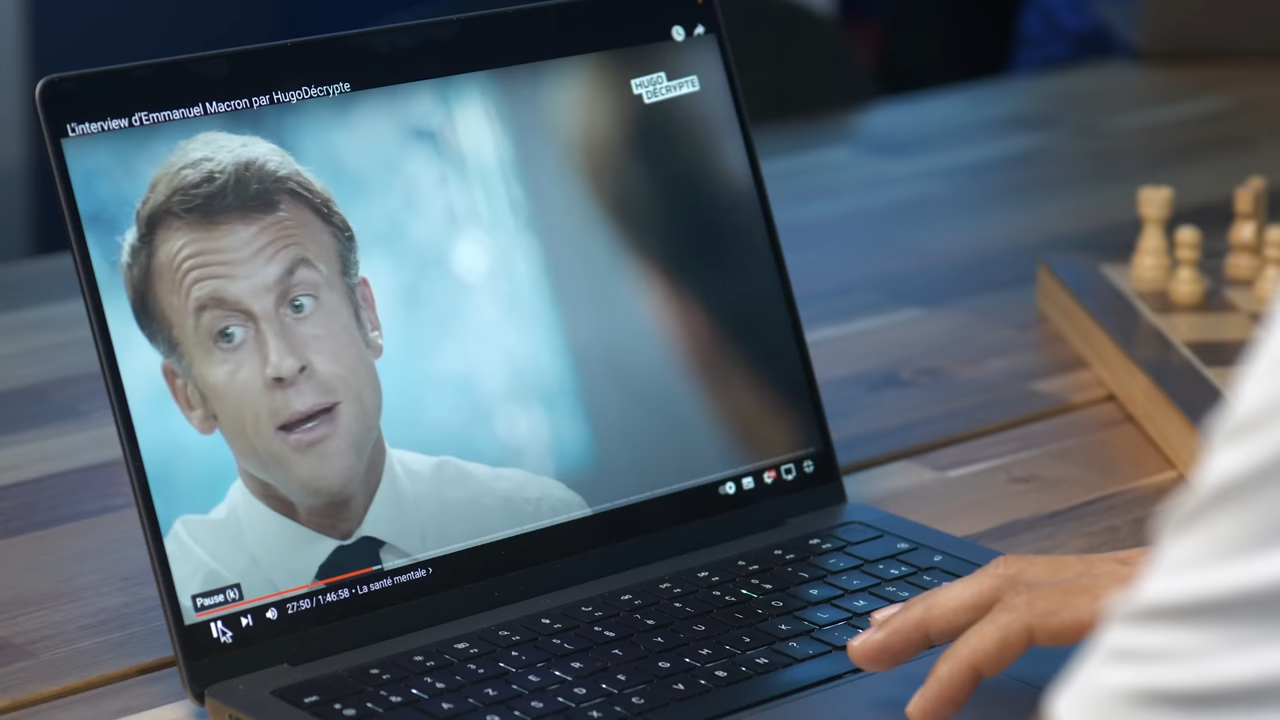 L'interview d'Emmanuel Macron par HugoDécrypte
HUGO
DÉCRYPTE
Pause (k)
27:50 / 1:46:58 • La santé mentale ›
A Z E
Q S D F G H J
X C V B N